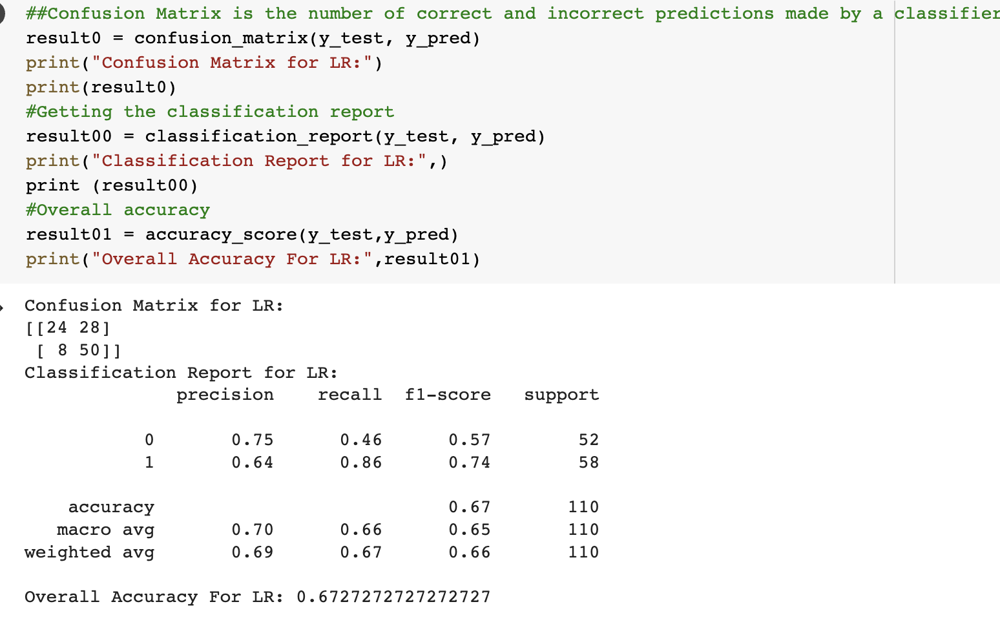 ##Confusion Matrix is the number of correct and incorrect predictions made by a classifier
result0 = confusion_matrix(y_test, y_pred)
print("Confusion Matrix for LR:")
print(result0)
#Getting the classification report
result00 = classification_report(y_test, y_pred)
print("Classification Report for LR:",)
print (result00)
#Overall accuracy
result01 = accuracy_score(y_test,y_pred)
print("Overall Accuracy For LR:",result01)
Confusion Matrix for LR:
[[24 28]
 [ 8 50]]
Classification Report for LR:
              precision    recall  f1-score   support

           0       0.75      0.46      0.57        52
           1       0.64      0.86      0.74        58

    accuracy                           0.67       110
   macro avg       0.70      0.66      0.65       110
weighted avg       0.69      0.67      0.66       110

Overall Accuracy For LR: 0.6727272727272727